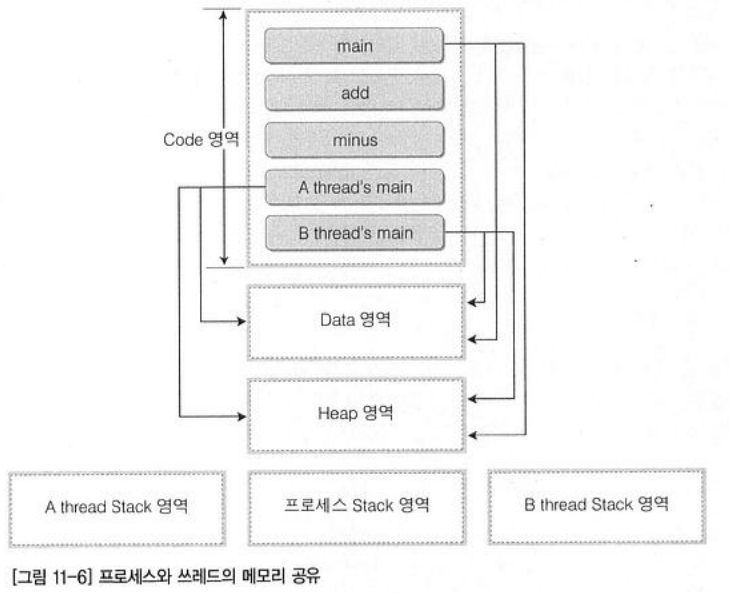 main
add
Code 영역
minus
A thread's main
B thread's main
Data 영역
Heap 영역
A thread Stack 영역
프로세스 Stack 영역
B thread Stack 영역
[그림 11-6] 프로세스와 쓰레드의 메모리 공유